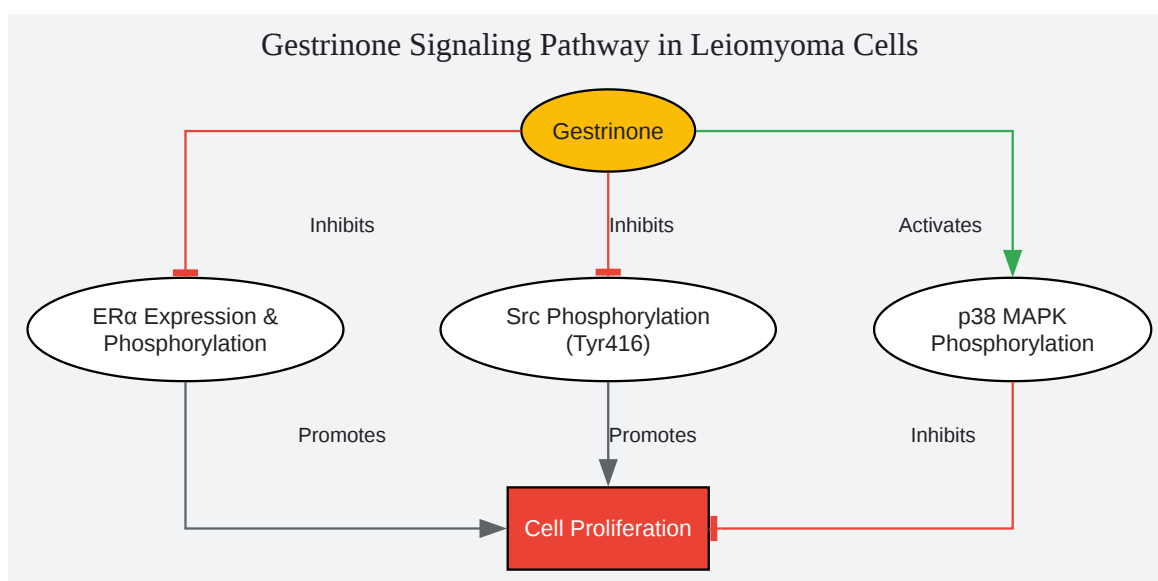 Gestrinone Signaling Pathway in Leiomyoma Cells
Gestrinone
Inhibits
Inhibits
Activates
ERα Expression &
Phosphorylation
Src Phosphorylation
(Tyr416)
p38 MAPK
Phosphorylation
Promotes
Promotes
Inhibits
Cell Proliferation